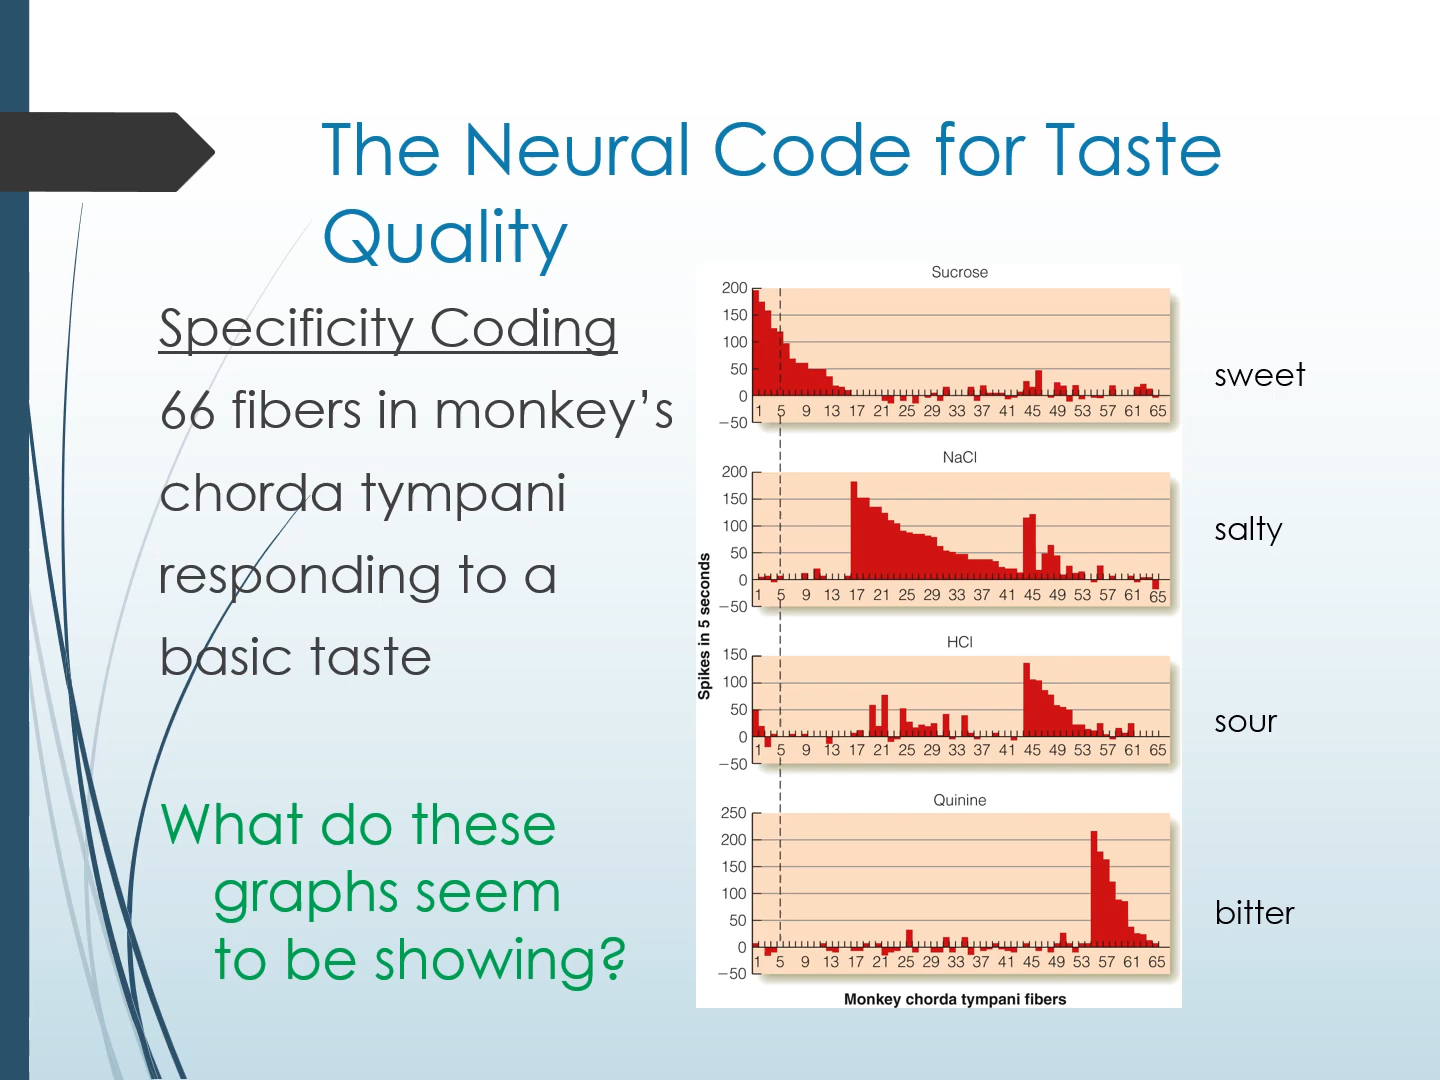 The Neural Code for Taste
Quality
Specificity Coding
66 fibers in monkey's
chorda tympani
responding to a
basic taste
What do these
graphs seem
to be showing?
Spikes in 5 seconds
Sucrose
200
150
100
50
0
−50
1 5 9 13 17 21 25 29 33 37 41 45 49 53 57 61 65
sweet
NaCl
200
150
100
50
0
−50
1 5 9 13 17 21 25 29 33 37 41 45 49 53 57 61 65
salty
HCl
150
100
50
0
−50
1 5 9 13 17 21 25 29 33 37 41 45 49 53 57 61 65
sour
Quinine
250
200
150
100
50
0
−50
1 5 9 13 17 21 25 29 33 37 41 45 49 53 57 61 65
bitter
Monkey chorda tympani fibers